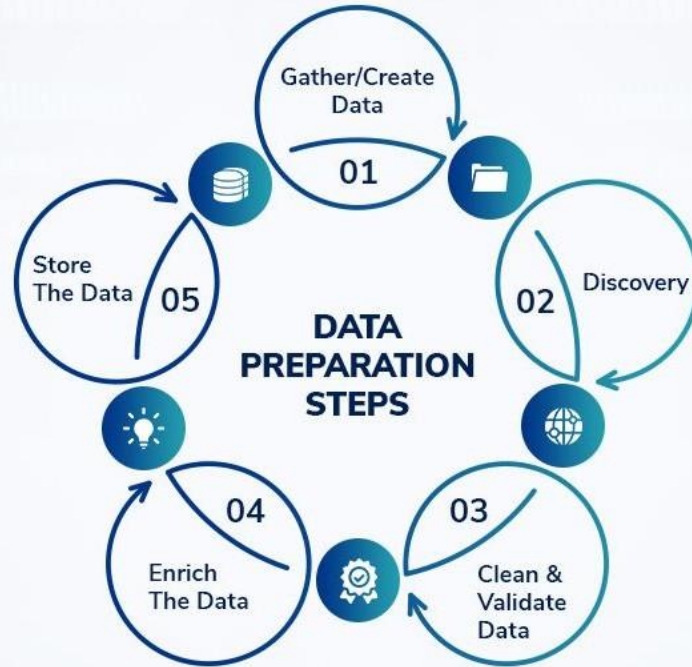 Gather/Create
Data
01
02
Discovery
03
Clean &
Validate
Data
04
Enrich
The Data
05
Store
The Data
DATA
PREPARATION
STEPS